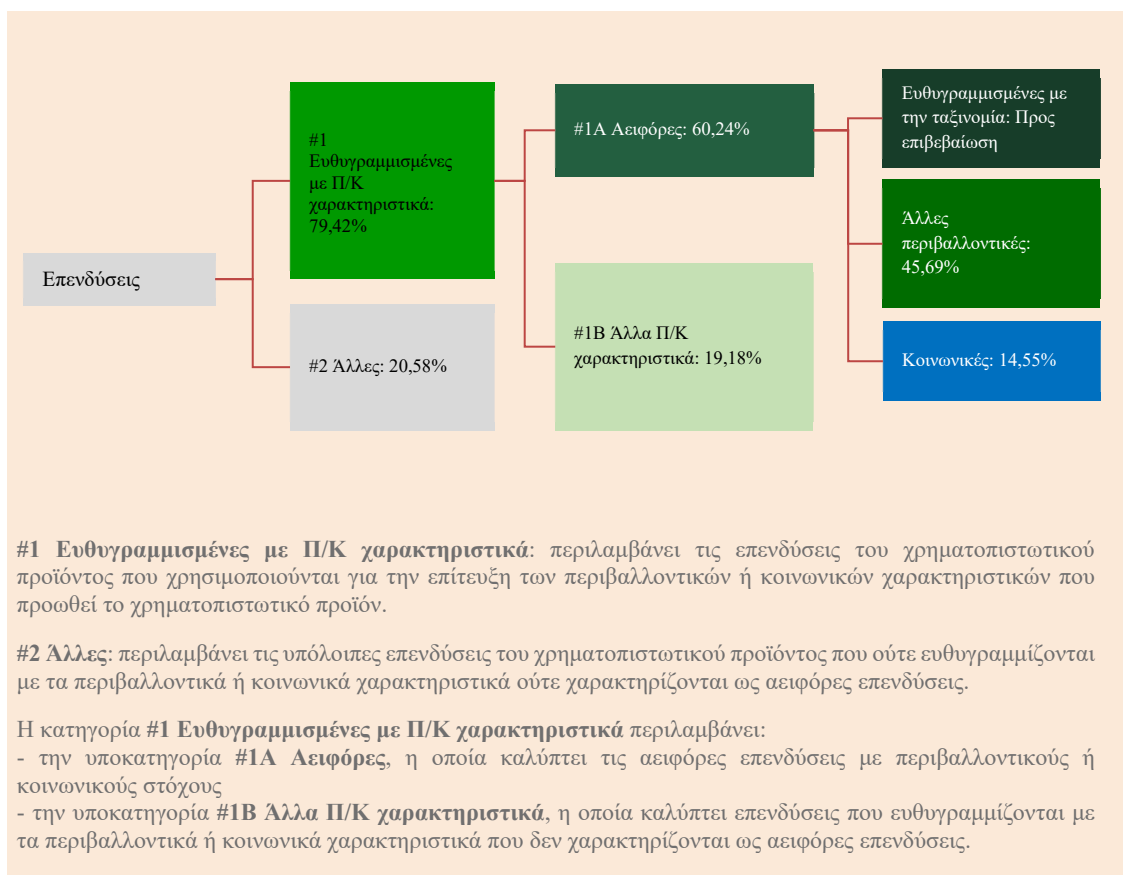 Επενδύσεις
#1
Ευθυγραμμισμένες
με Π/Κ
χαρακτηριστικά:
79,42%
#2 Άλλες: 20,58%
#1Α Αειφόρες: 60,24%
#1Β Άλλα Π/Κ
χαρακτηριστικά: 19,18%
Ευθυγραμμισμένες με
την ταξινομία: Προς
επιβεβαίωση
Άλλες
περιβαλλοντικές:
45,69%
Κοινωνικές: 14,55%
#1 Ευθυγραμμισμένες με Π/Κ χαρακτηριστικά: περιλαμβάνει τις επενδύσεις του χρηματοπιστωτικού
προϊόντος που χρησιμοποιούνται για την επίτευξη των περιβαλλοντικών ή κοινωνικών χαρακτηριστικών που
προωθεί το χρηματοπιστωτικό προϊόν.
#2 Άλλες: περιλαμβάνει τις υπόλοιπες επενδύσεις του χρηματοπιστωτικού προϊόντος που ούτε ευθυγραμμίζονται
με τα περιβαλλοντικά ή κοινωνικά χαρακτηριστικά ούτε χαρακτηρίζονται ως αειφόρες επενδύσεις.
Η κατηγορία #1 Ευθυγραμμισμένες με Π/Κ χαρακτηριστικά περιλαμβάνει:
- την υποκατηγορία #1Α Αειφόρες, η οποία καλύπτει τις αειφόρες επενδύσεις με περιβαλλοντικούς ή
κοινωνικούς στόχους
- την υποκατηγορία #1Β Άλλα Π/Κ χαρακτηριστικά, η οποία καλύπτει επενδύσεις που ευθυγραμμίζονται με
τα περιβαλλοντικά ή κοινωνικά χαρακτηριστικά που δεν χαρακτηρίζονται ως αειφόρες επενδύσεις.